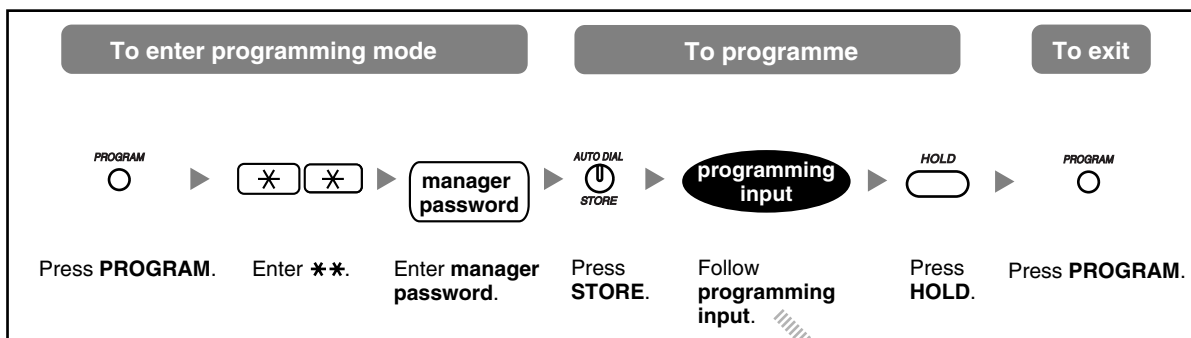 To enter programming mode
To programme
To exit
PROGRAM
AUTO DIAL
STORE
HOLD
PROGRAM
manager
password
programming
input
Press PROGRAM.
Enter ✱✱.
Enter manager
password.
Press
STORE.
Follow
programming
input.
Press
HOLD.
Press PROGRAM.